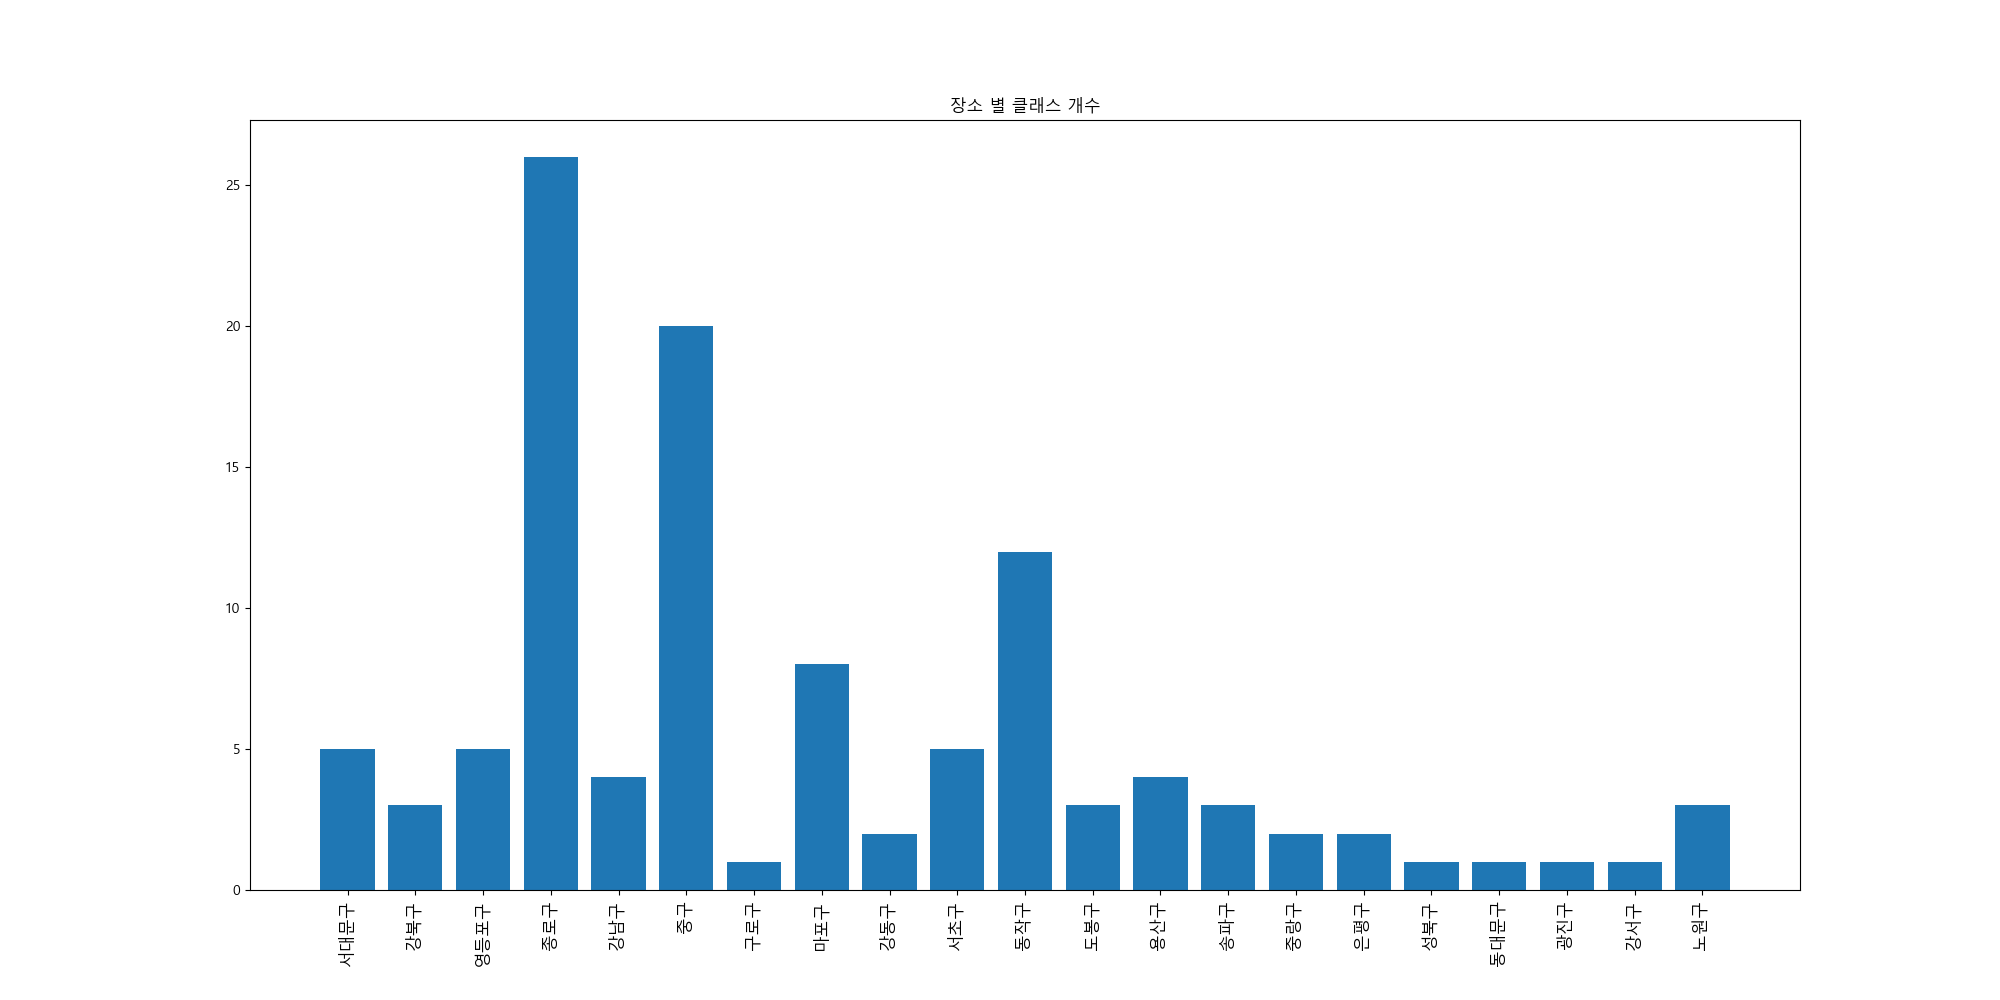 장소 별 클래스 개수
25
20
15
10
5
0
서대문구
강북구
영등포구
종로구
강남구
중구
구로구
마포구
강동구
서초구
동작구
도봉구
용산구
송파구
중랑구
은평구
성북구
동대문구
광진구
강서구
노원구